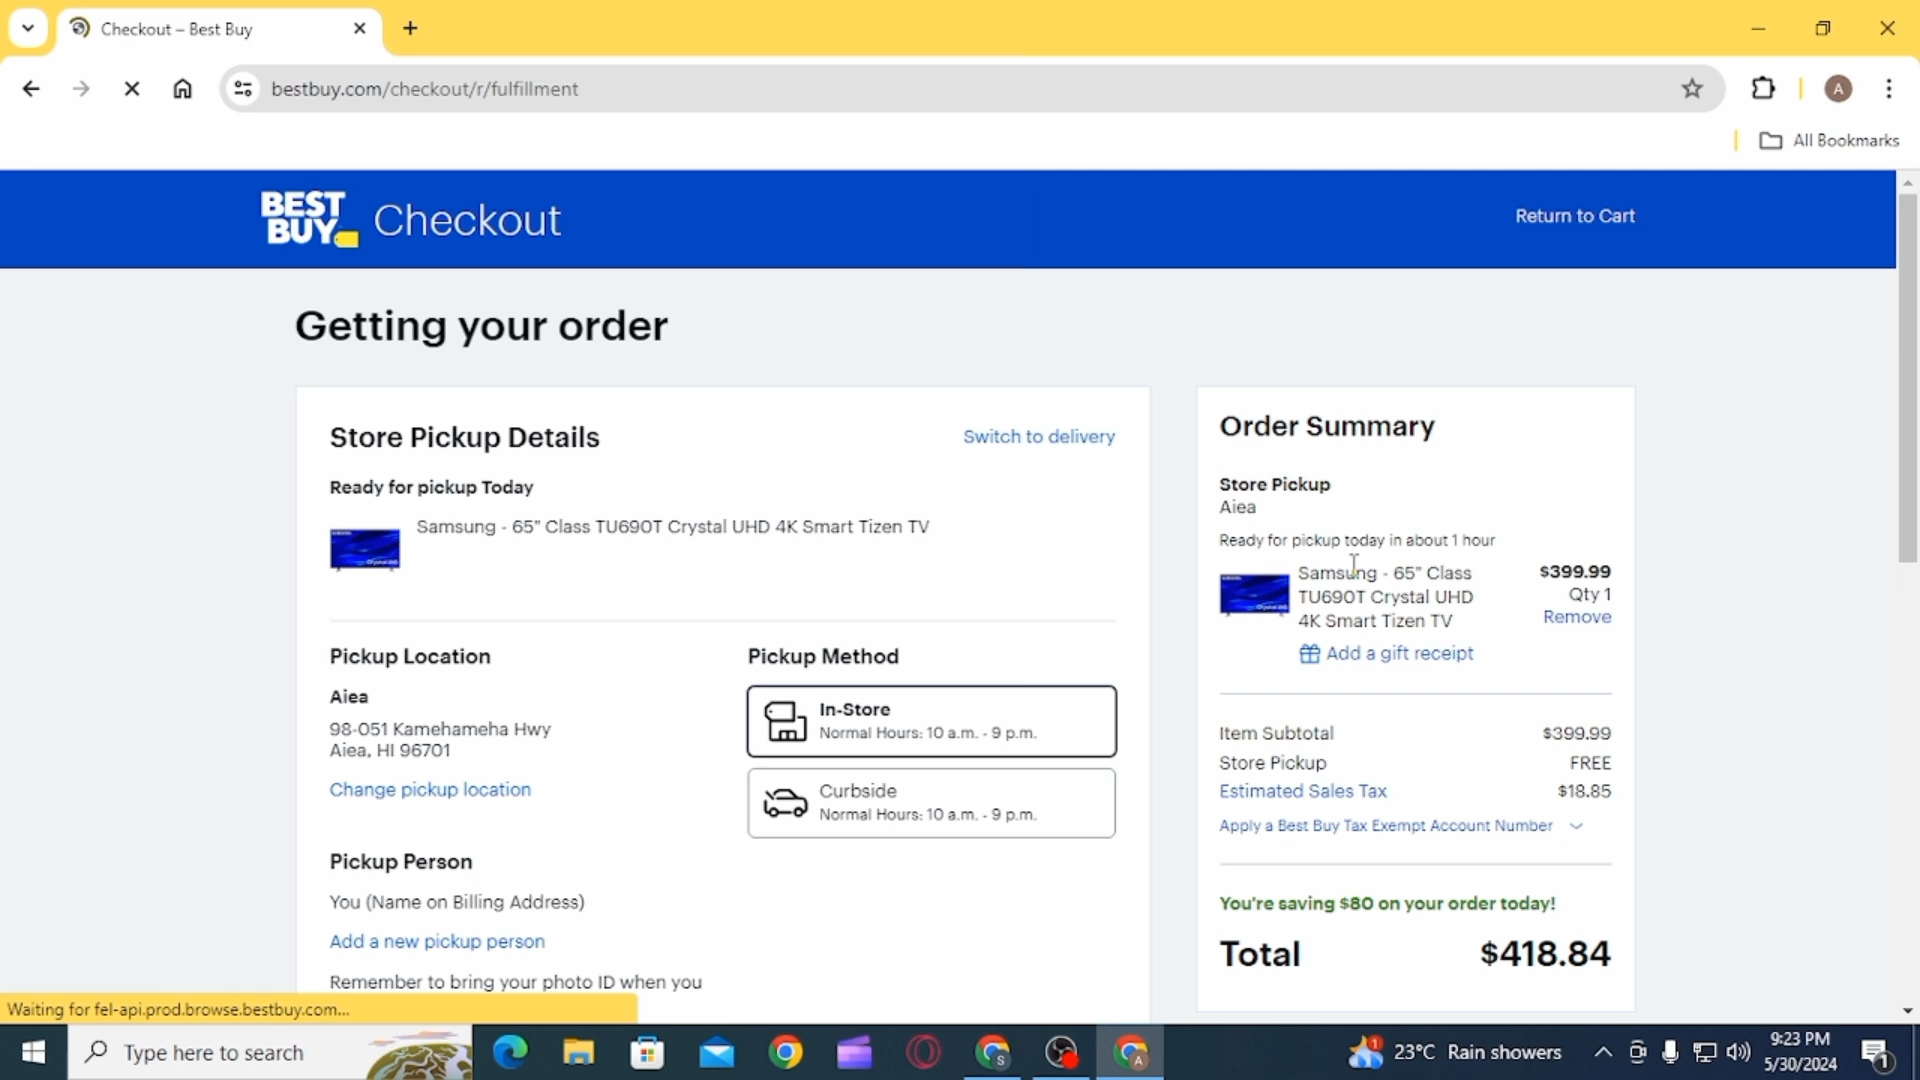 Checkout – Best Buy
bestbuy.com/checkout/r/fulfillment
A
All Bookmarks
BEST
BUY
Checkout
Return to Cart
Getting your order
Store Pickup Details
Switch to delivery
Ready for pickup Today
Samsung - 65" Class TU690T Crystal UHD 4K Smart Tizen TV
Pickup Location
Aiea
98-051 Kamehameha Hwy
Aiea, HI 96701
Change pickup location
Pickup Method
In-Store
Normal Hours: 10 a.m. - 9 p.m.
Curbside
Normal Hours: 10 a.m. - 9 p.m.
Pickup Person
You (Name on Billing Address)
Add a new pickup person
Remember to bring your photo ID when you
Order Summary
Store Pickup
Aiea
Ready for pickup today in about 1 hour
Samsung - 65" Class $399.99
TU690T Crystal UHD Qty 1
4K Smart Tizen TV Remove
Add a gift receipt
Item Subtotal $399.99
Store Pickup FREE
Estimated Sales Tax $18.85
Apply a Best Buy Tax Exempt Account Number
You're saving $80 on your order today!
Total $418.84
Waiting for fel-api.prod.browse.bestbuy.com...
Type here to search
S
A
1
23°C Rain showers
9:23 PM
5/30/2024
1